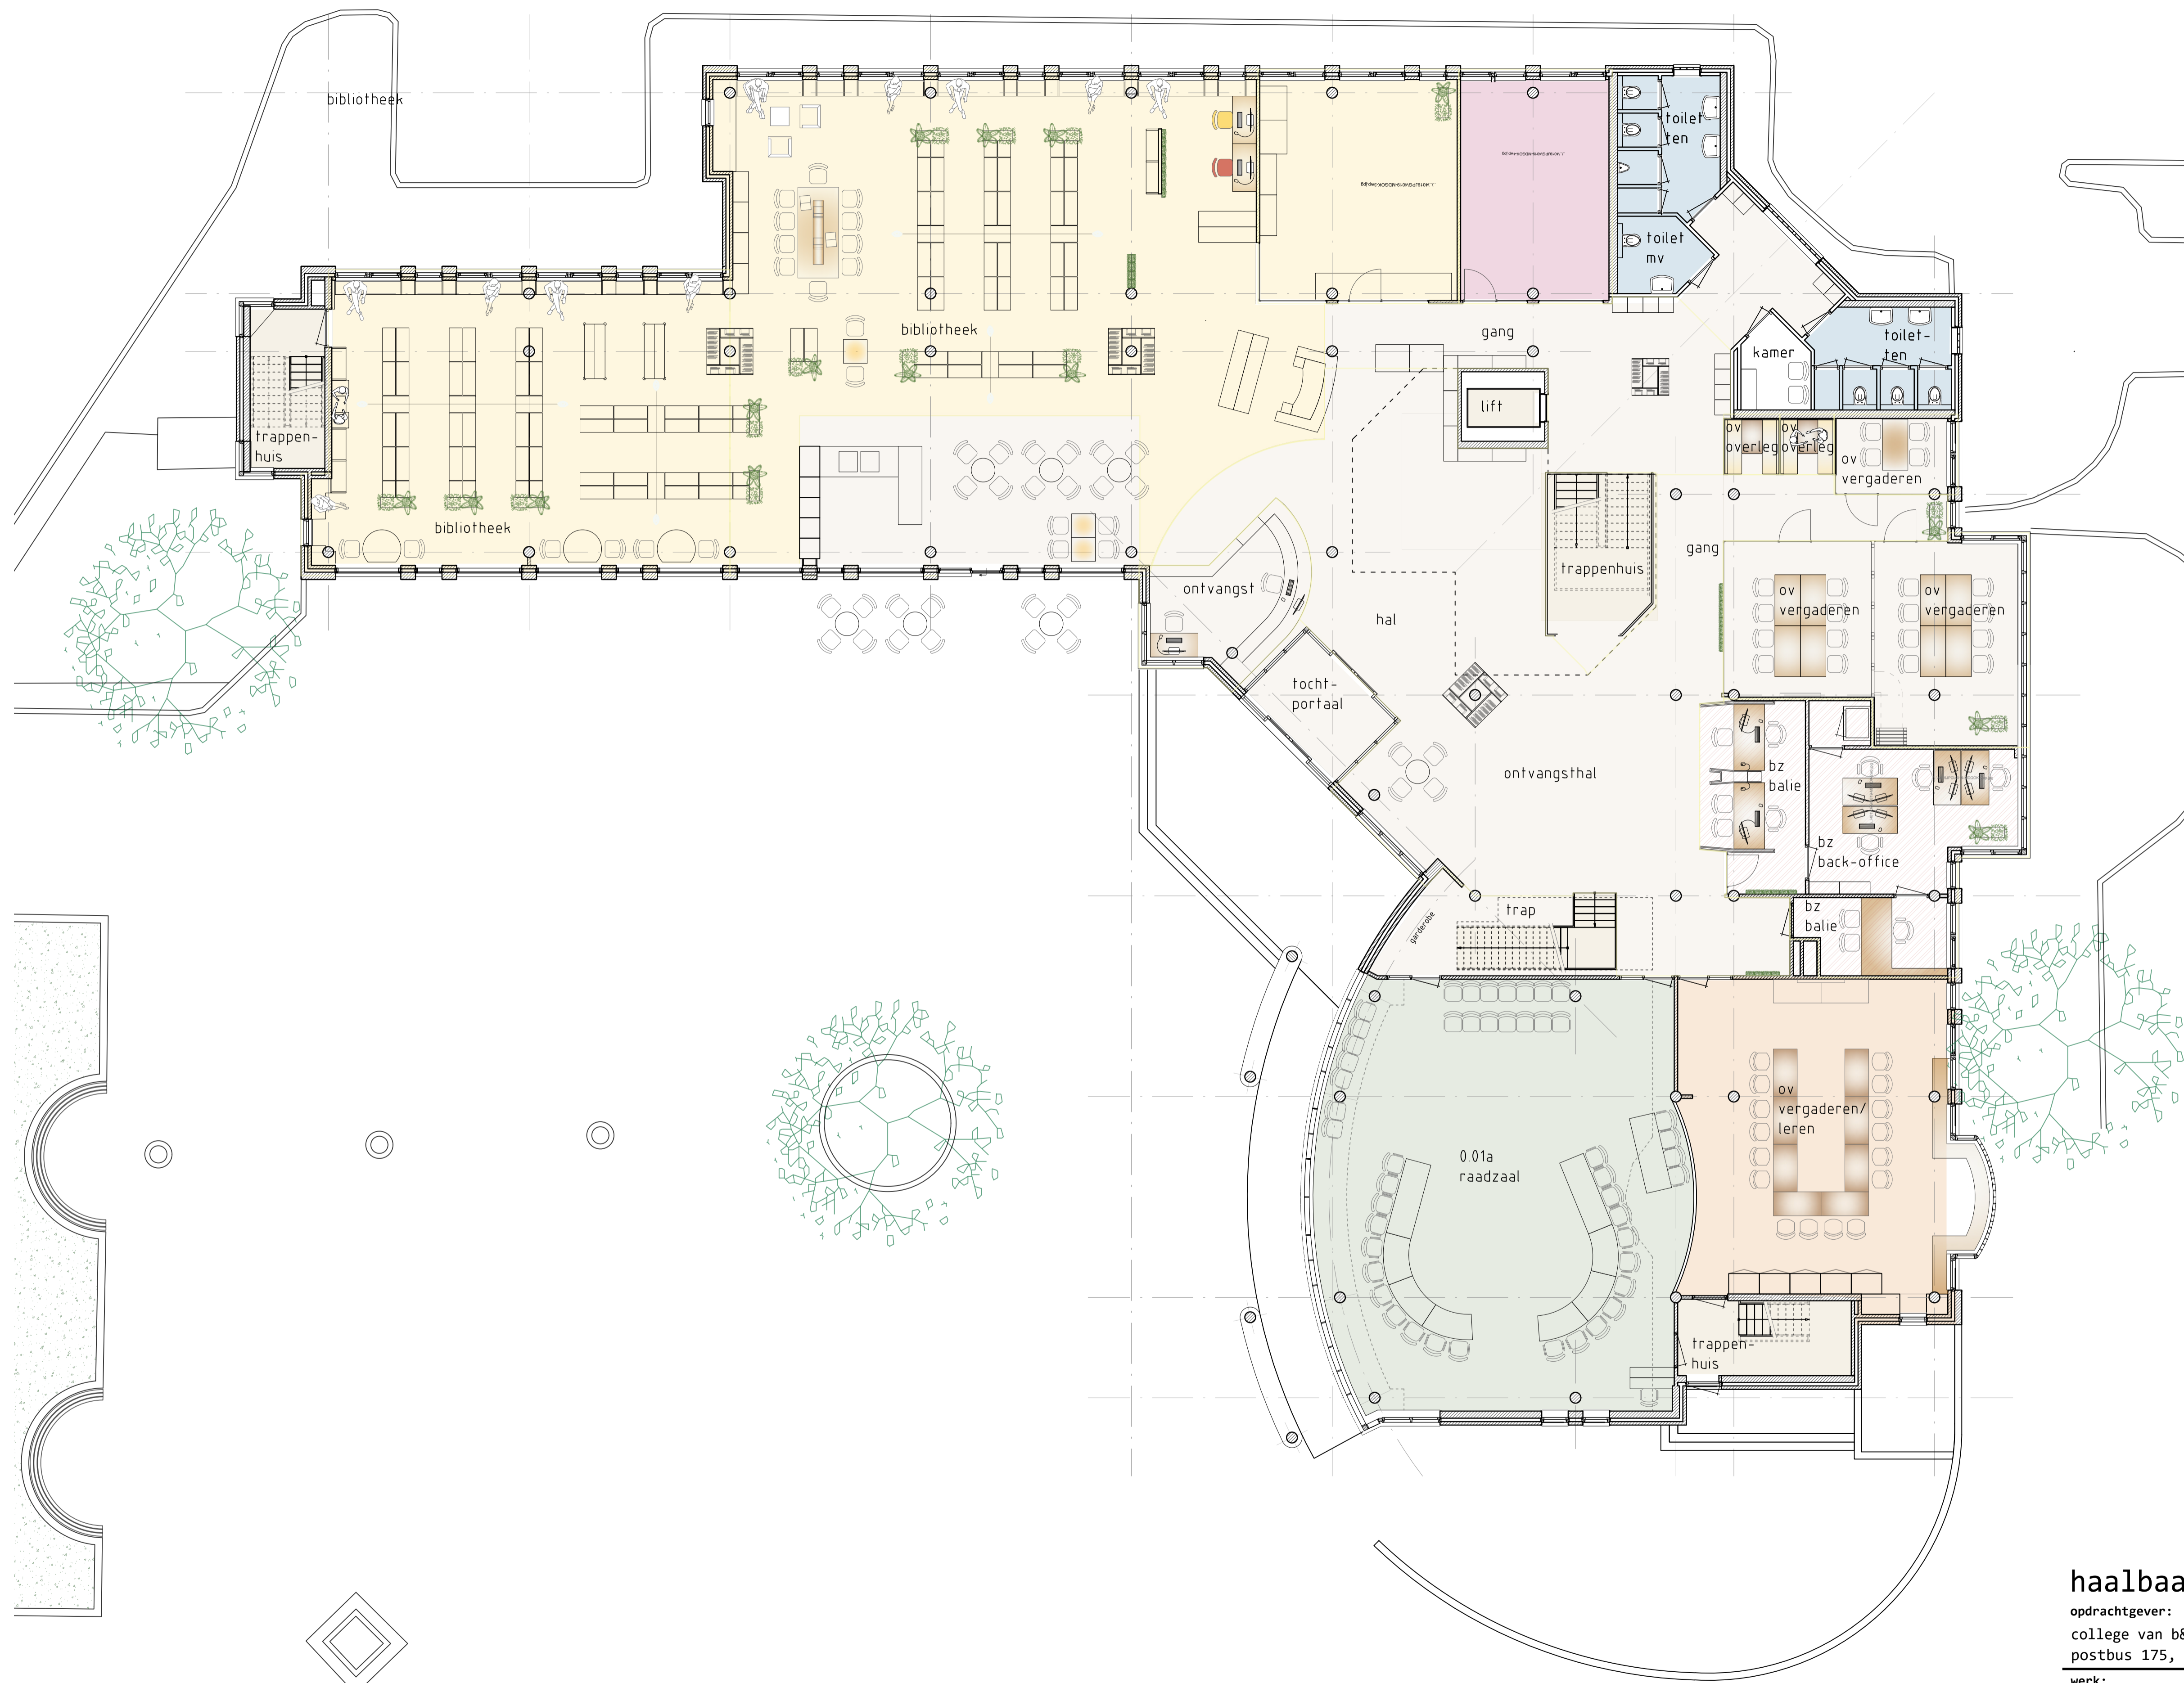 bibliotheek
toilet-
ten
toilet
mv
bibliotheek
gang
kamer
toilet-
ten
lift
trappen-
huis
ov
overleg
ov
overleg
ov
vergaderen
bibliotheek
gang
trappenhuis
ontvangst
hal
ov
vergaderen
ov
vergaderen
tocht-
portaal
ontvangsthal
bz
balie
bz
back-office
garderobe
trap
bz
balie
ov
vergaderen/
leren
0.01a
raadzaal
trappen-
huis
haalbaa
opdrachtgever:
college van b&
postbus 175,
werk: